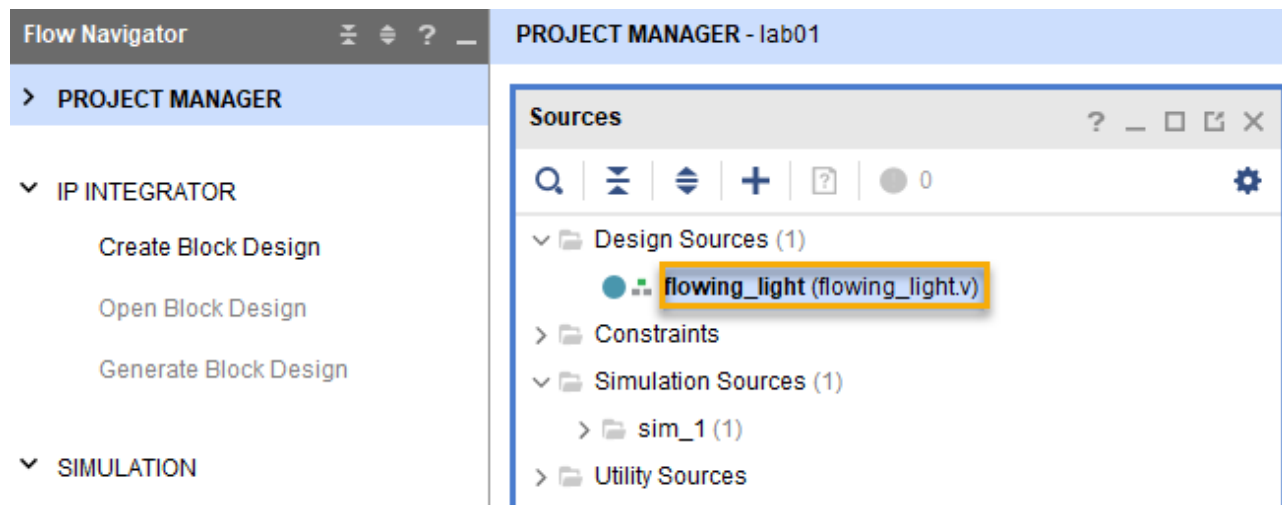 Flow Navigator
?
PROJECT MANAGER - lab01
PROJECT MANAGER
IP INTEGRATOR
Create Block Design
Open Block Design
Generate Block Design
SIMULATION
Sources
?
? 0
Design Sources (1)
flowing_light (flowing_light.v)
Constraints
Simulation Sources (1)
sim_1 (1)
Utility Sources